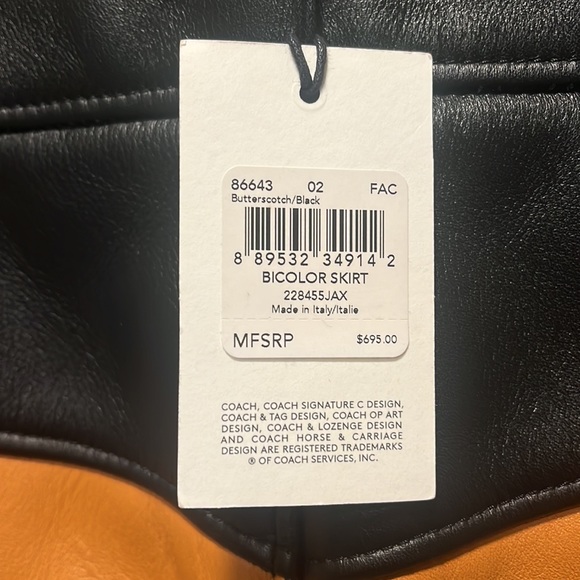 86643 02 FAC
Butterscotch/Black
8 89532 34914 2
BICOLOR SKIRT
228455JAX
Made in Italy/Italie
MFSRP $695.00
COACH, COACH SIGNATURE C DESIGN,
COACH & TAG DESIGN, COACH OP ART
DESIGN, COACH & LOZENGE DESIGN
AND COACH HORSE & CARRIAGE
DESIGN ARE REGISTERED TRADEMARKS
® OF COACH SERVICES, INC.